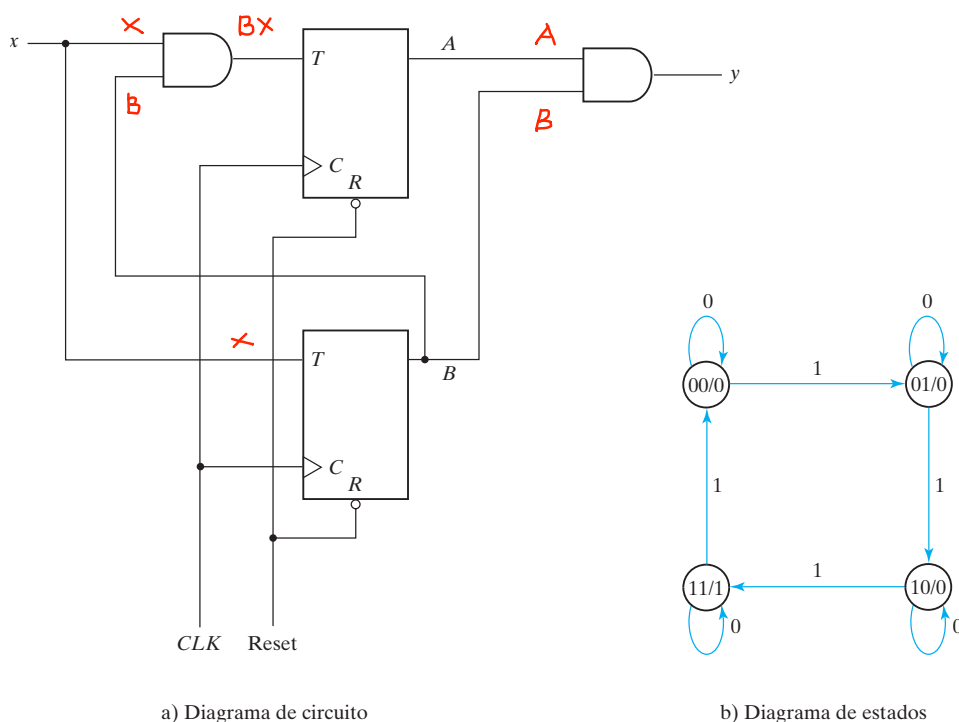 x
X
BX
B
T
A
C
R
A
B
y
X
T
B
C
R
CLK
Reset
0
0
00/0
1
01/0
1
1
11/1
1
10/0
0
0
a) Diagrama de circuito
b) Diagrama de estados